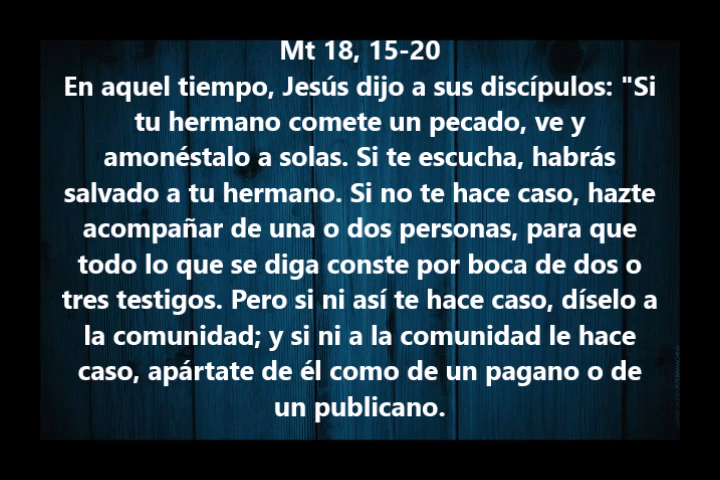 Mt 18, 15-20
En aquel tiempo, Jesús dijo a sus discípulos: "Si
tu hermano comete un pecado, ve y
amonéstalo a solas. Si te escucha, habrás
salvado a tu hermano. Si no te hace caso, hazte
acompañar de una o dos personas, para que
todo lo que se diga conste por boca de dos o
tres testigos. Pero si ni así te hace caso, díselo a
la comunidad; y si ni a la comunidad le hace
caso, apártate de él como de un pagano o de
un publicano.